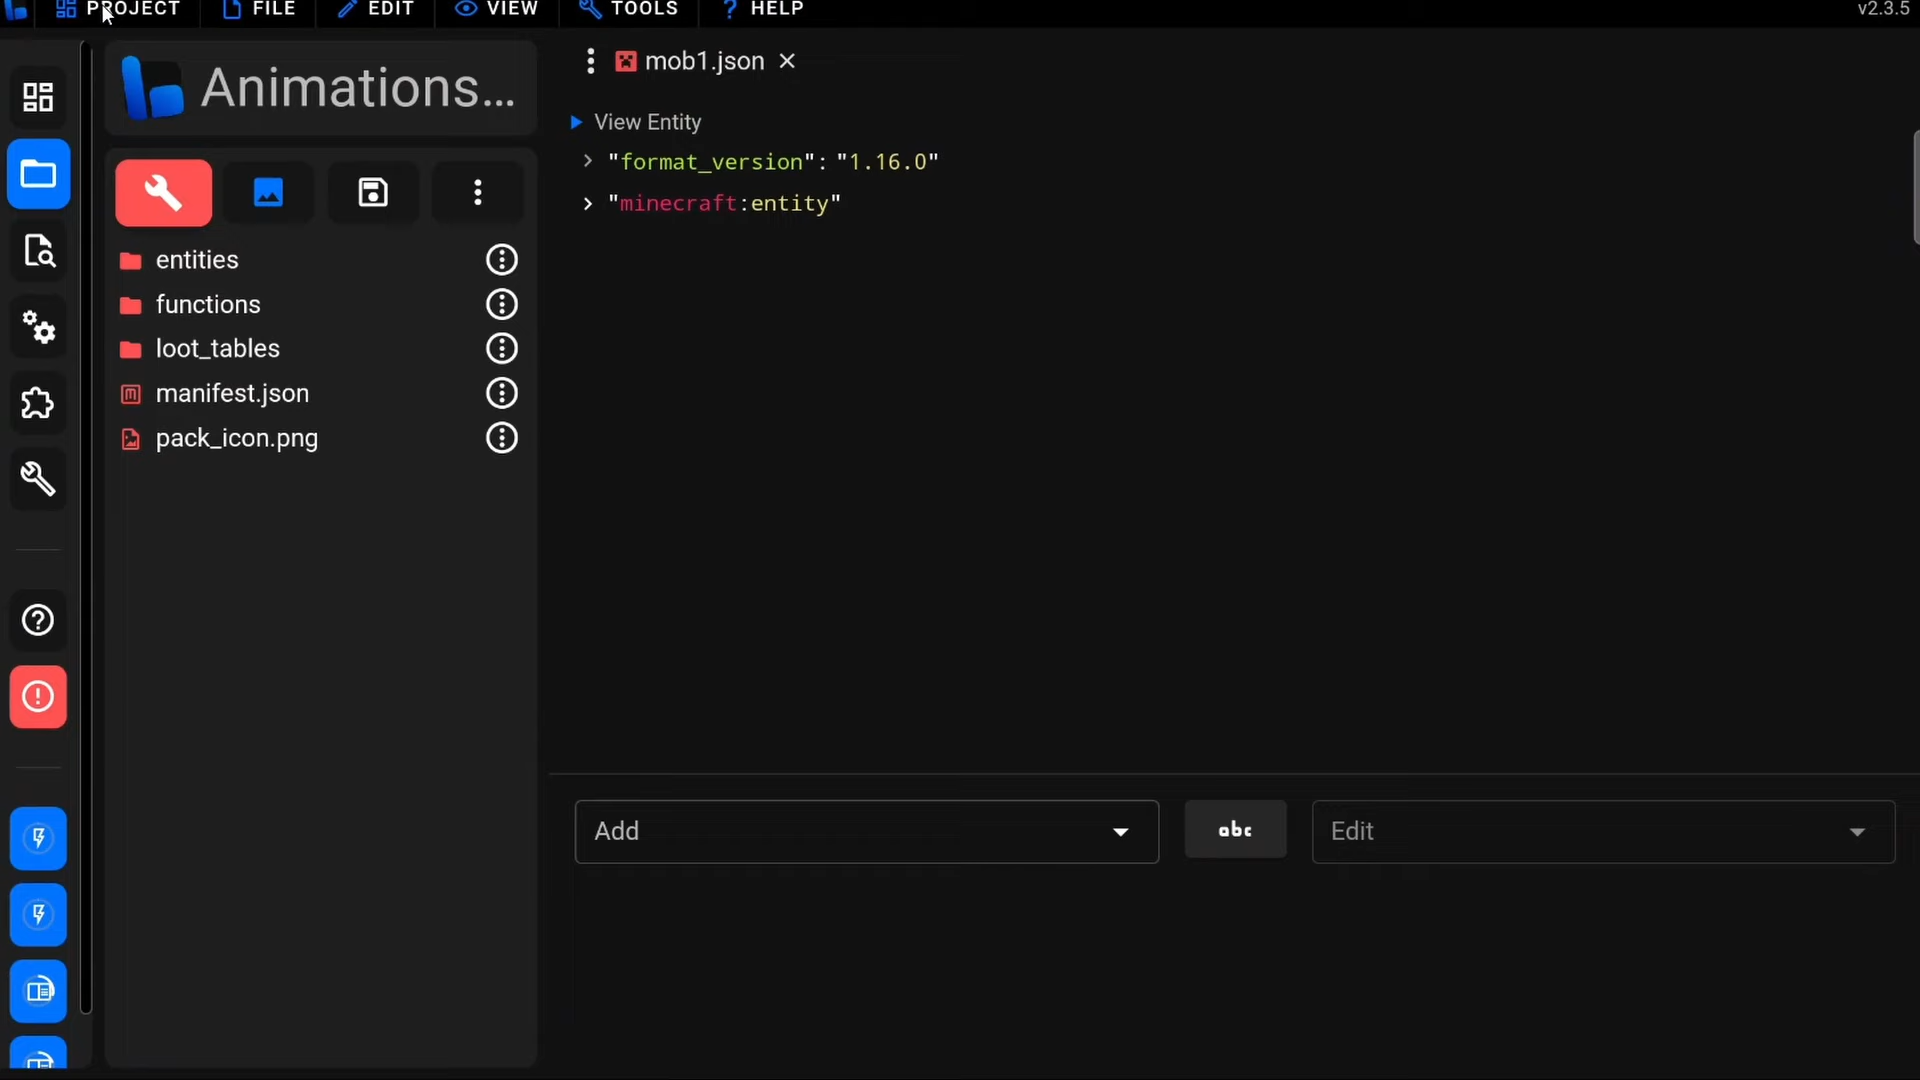 PROJECT FILE EDIT VIEW TOOLS HELP v2.3.5
Animations...
mob1.json
View Entity
"format_version": "1.16.0"
"minecraft:entity"
entities
functions
loot_tables
manifest.json
pack_icon.png
Add abc Edit